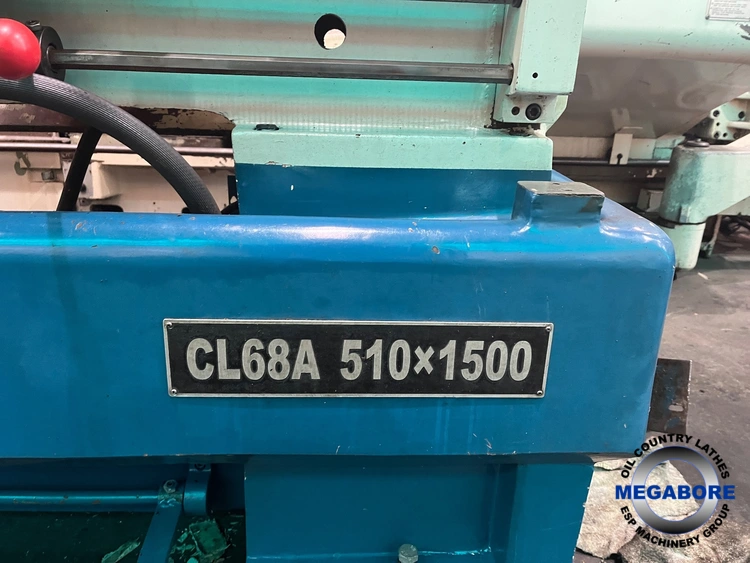 CL68A 510×1500
OIL COUNTRY LATHES
MEGABORE
ESP MACHINERY GROUP